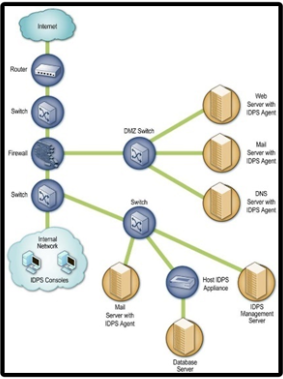 Internet
Router
Switch
Web
Server with
IDPS Agent
DMZ Switch
Firewall
Mail
Server with
IDPS Agent
Switch
DNS
Server with
IDPS Agent
Switch
Internal
Network
IDPS Consoles
Host IDPS
Appliance
Mail
Server with
IDPS Agent
IDPS
Management
Server
Database
Server